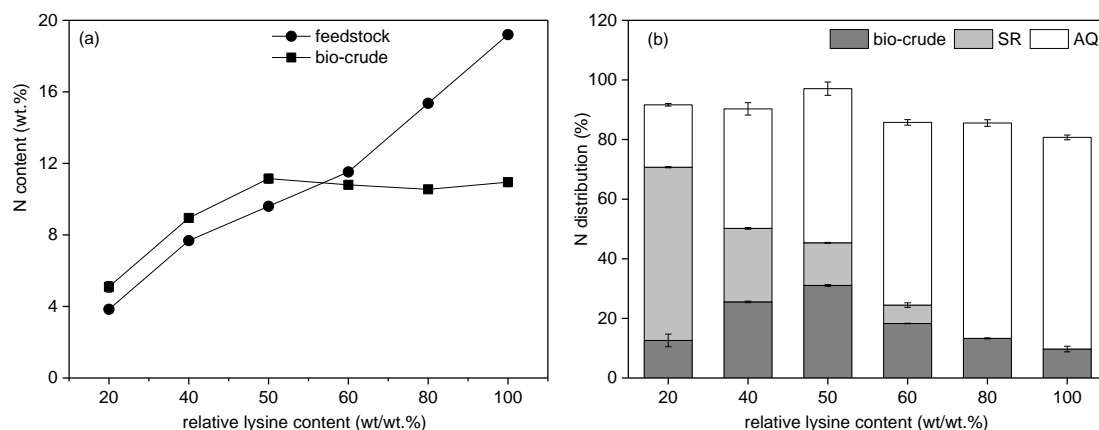 (a)
feedstock
bio-crude
20
16
12
8
4
0
N content (wt.%)
20 40 50 60 80 100
relative lysine content (wt/wt.%)
(b)
bio-crude SR AQ
120
100
80
60
40
20
0
N distribution (%)
20 40 50 60 80 100
relative lysine content (wt/wt.%)